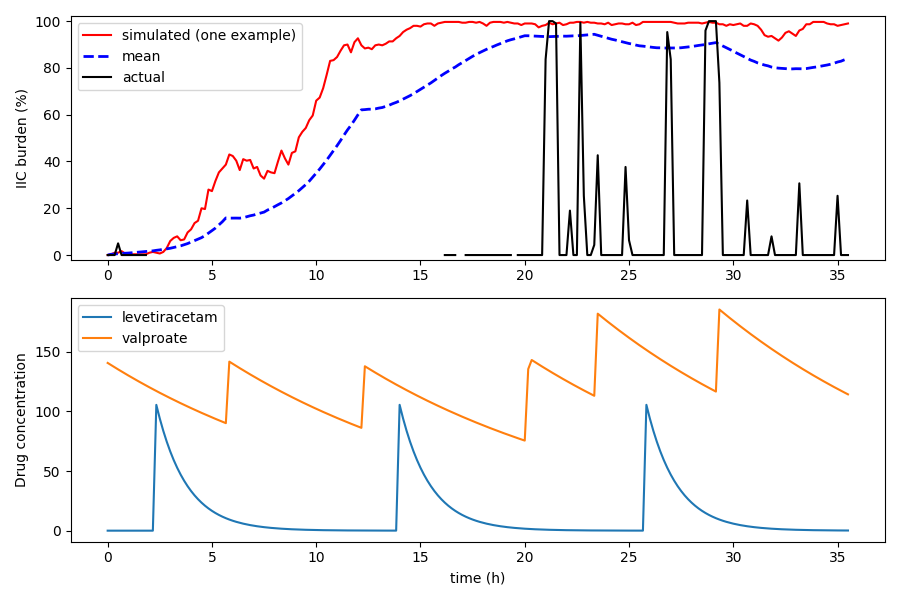 100
80
60
40
20
0
IIC burden (%)
simulated (one example)
mean
actual
0 5 10 15 20 25 30 35
150
100
50
0
Drug concentration
levetiracetam
valproate
0 5 10 15 20 25 30 35
time (h)